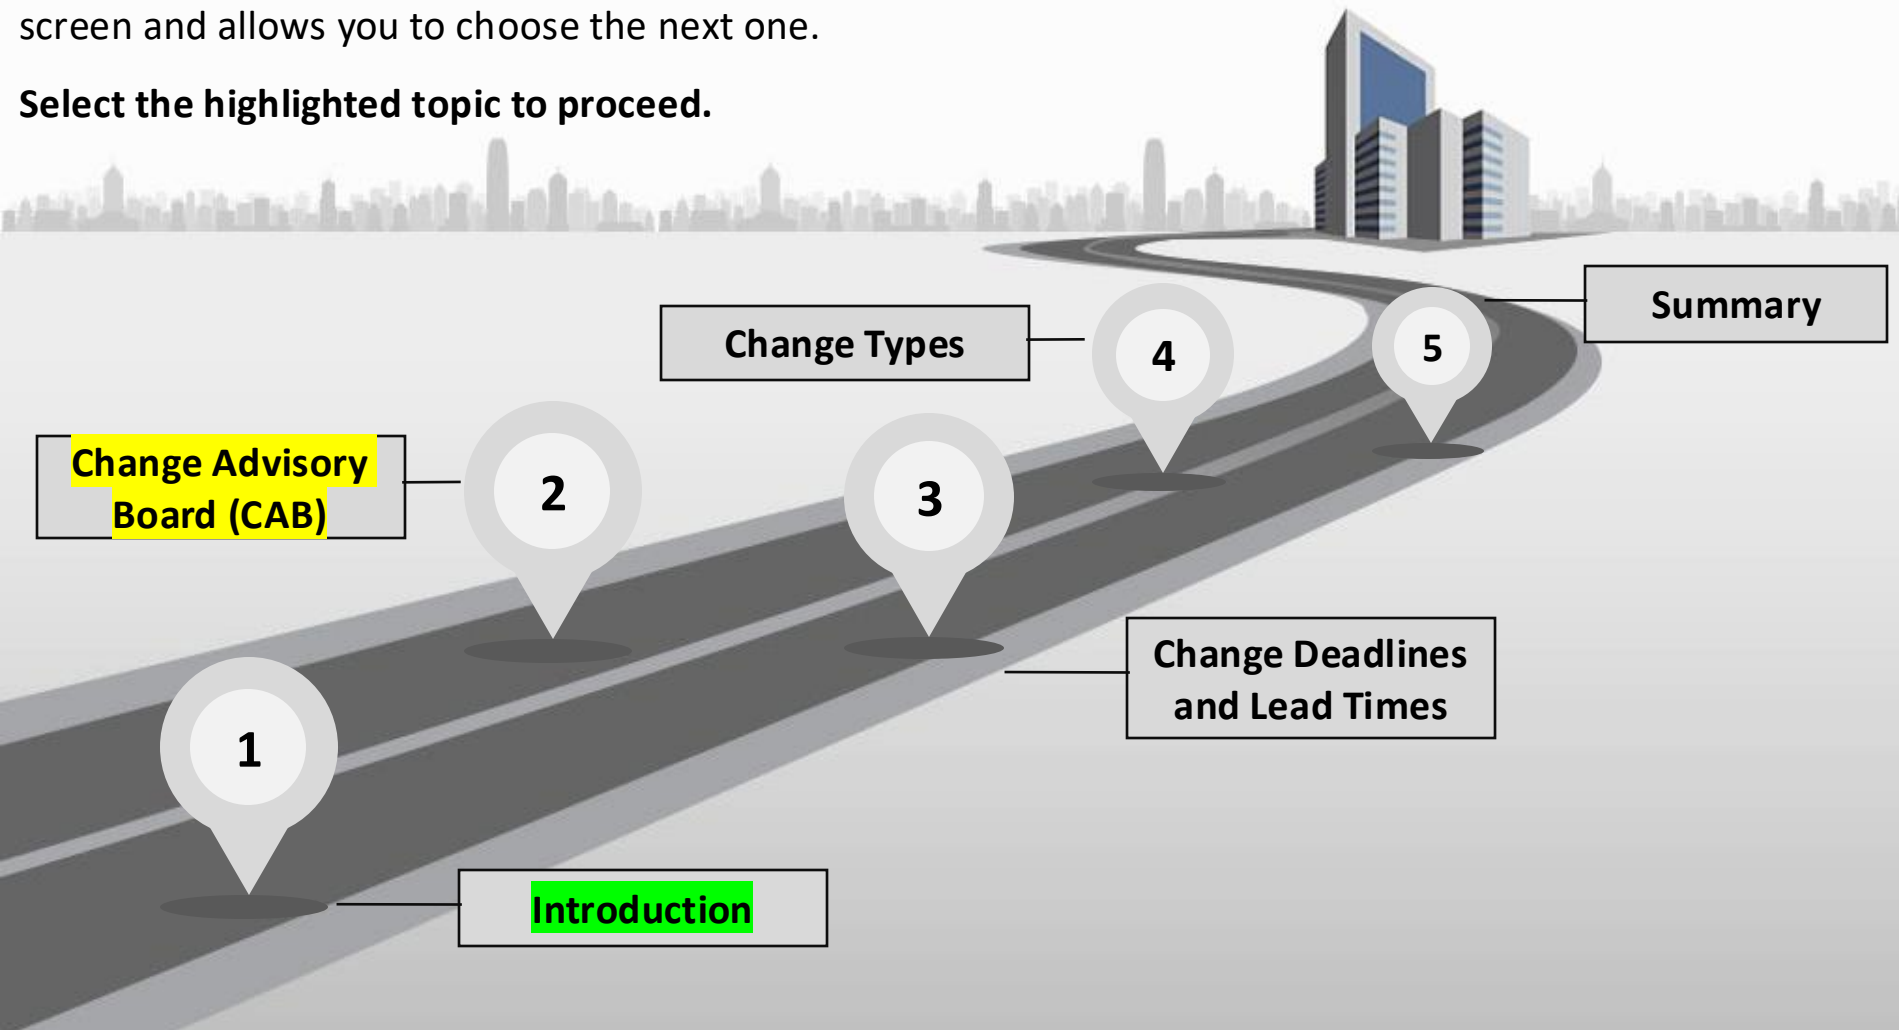 screen and allows you to choose the next one.
Select the highlighted topic to proceed.
Summary
Change Types
4
5
Change Advisory
Board (CAB)
2
3
Change Deadlines
and Lead Times
1
Introduction